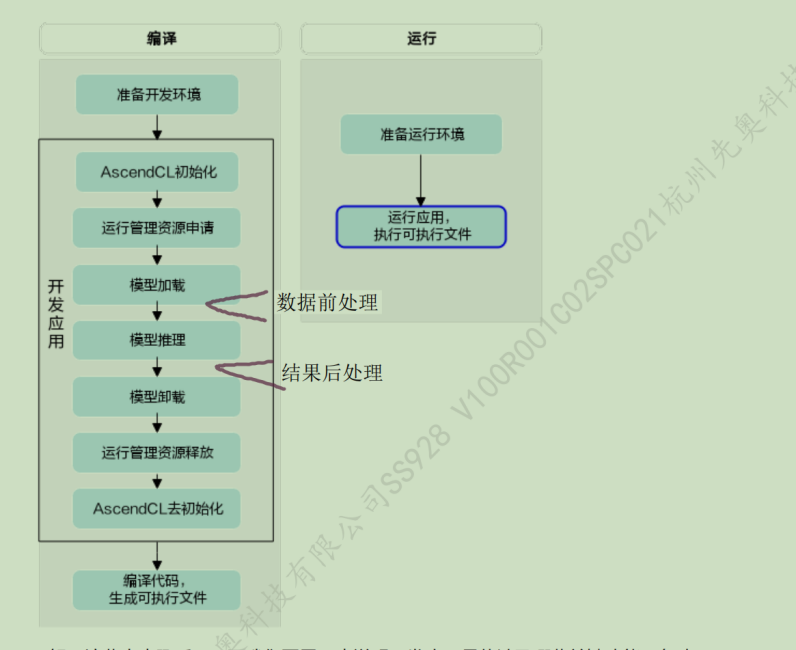 编译
运行
准备开发环境
准备运行环境
AscendCL初始化
运行管理资源申请
运行应用，
执行可执行文件
开发应用
模型加载
数据前处理
模型推理
结果后处理
模型卸载
运行管理资源释放
AscendCL去初始化
编译代码，
生成可执行文件
奥科技有限公司SS928 V100R001C02SPC021杭州先奥科技